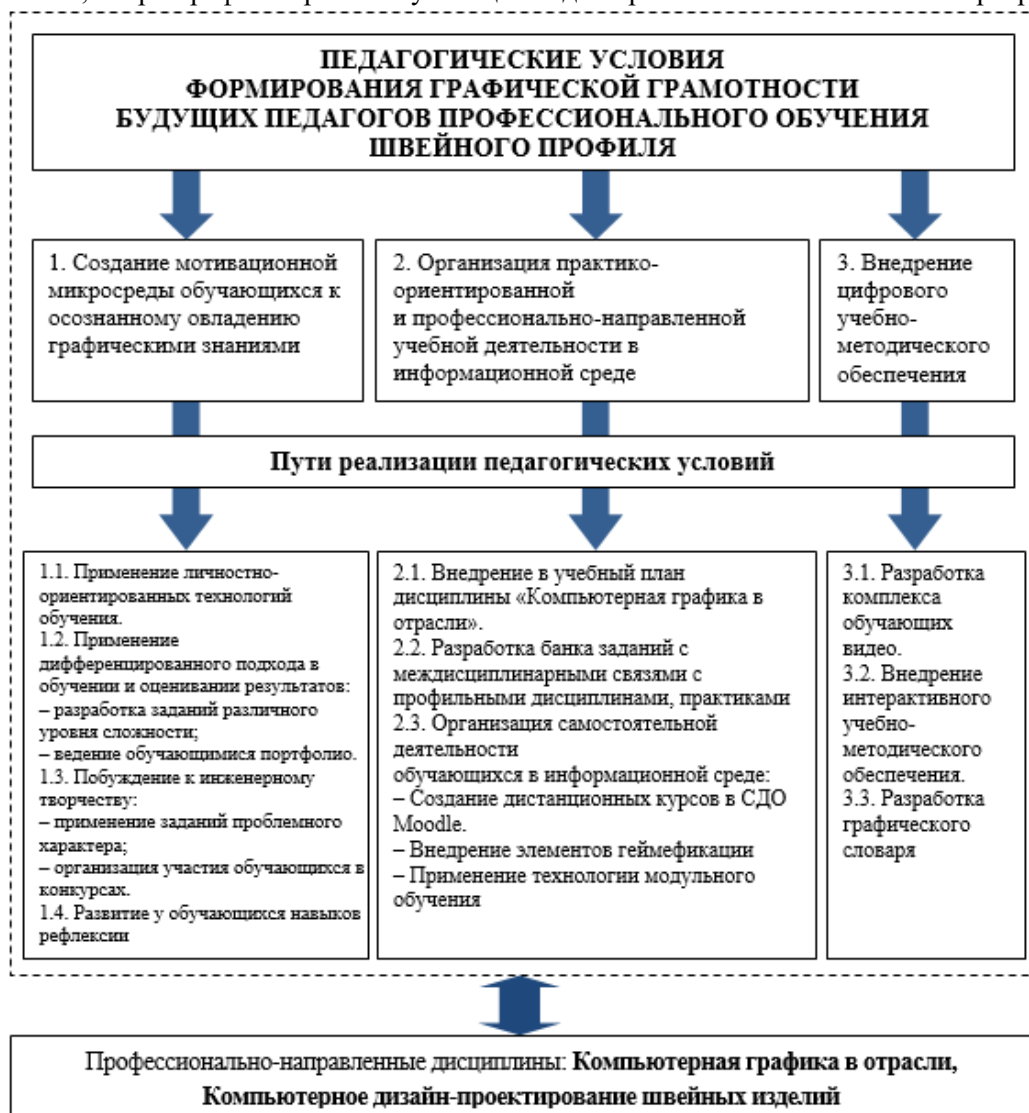 ПЕДАГОГИЧЕСКИЕ УСЛОВИЯ
ФОРМИРОВАНИЯ ГРАФИЧЕСКОЙ ГРАМОТНОСТИ
БУДУЩИХ ПЕДАГОГОВ ПРОФЕССИОНАЛЬНОГО ОБУЧЕНИЯ
ШВЕЙНОГО ПРОФИЛЯ
1. Создание мотивационной
микросреды обучающихся к
осознанному овладению
графическими знаниями
2. Организация практико-
ориентированной
и профессионально-направленной
учебной деятельности в
информационной среде
3. Внедрение
цифрового
учебно-
методического
обеспечения
Пути реализации педагогических условий
1.1. Применение личностно-
ориентированных технологий
обучения.
1.2. Применение
дифференцированного подхода в
обучении и оценивании результатов:
– разработка заданий различного
уровня сложности;
– ведение обучающимися портфолио.
1.3. Побуждение к инженерному
творчеству:
– применение заданий проблемного
характера;
– организация участия обучающихся в
конкурсах.
1.4. Развитие у обучающихся навыков
рефлексии
2.1. Внедрение в учебный план
дисциплины «Компьютерная графика в
отрасли».
2.2. Разработка банка заданий с
междисциплинарными связями с
профильными дисциплинами, практиками
2.3. Организация самостоятельной
деятельности
обучающихся в информационной среде:
– Создание дистанционных курсов в СДО
Moodle.
– Внедрение элементов геймефикации
– Применение технологии модульного
обучения
3.1. Разработка
комплекса
обучающих
видео.
3.2. Внедрение
интерактивного
учебно-
методического
обеспечения.
3.3. Разработка
графического
словаря
Профессионально-направленные дисциплины: Компьютерная графика в отрасли,
Компьютерное дизайн-проектирование швейных изделий